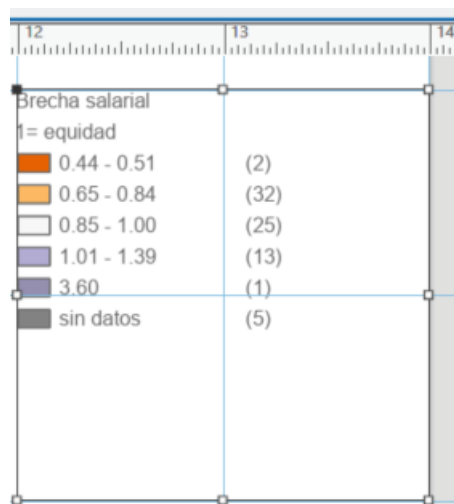 12 13 14
Brecha salarial
1= equidad
0.44 - 0.51 (2)
0.65 - 0.84 (32)
0.85 - 1.00 (25)
1.01 - 1.39 (13)
3.60 (1)
sin datos (5)